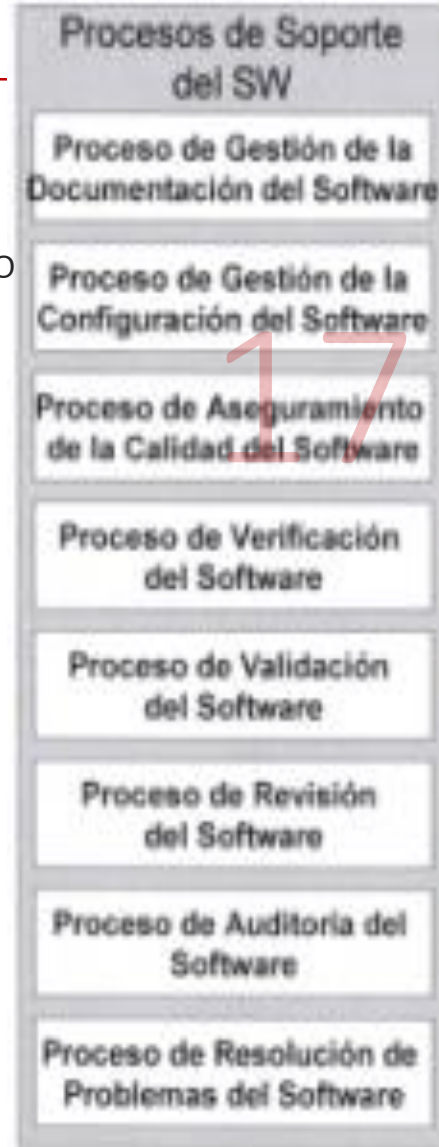 Procesos de Soporte
del SW
Proceso de Gestión de la
Documentación del Software
o
Proceso de Gestión de la
Configuración del Software
17
Proceso de Aseguramiento
de la Calidad del Software
Proceso de Verificación
del Software
Proceso de Validación
del Software
Proceso de Revisión
del Software
Proceso de Auditoria del
Software
Proceso de Resolución de
Problemas del Software